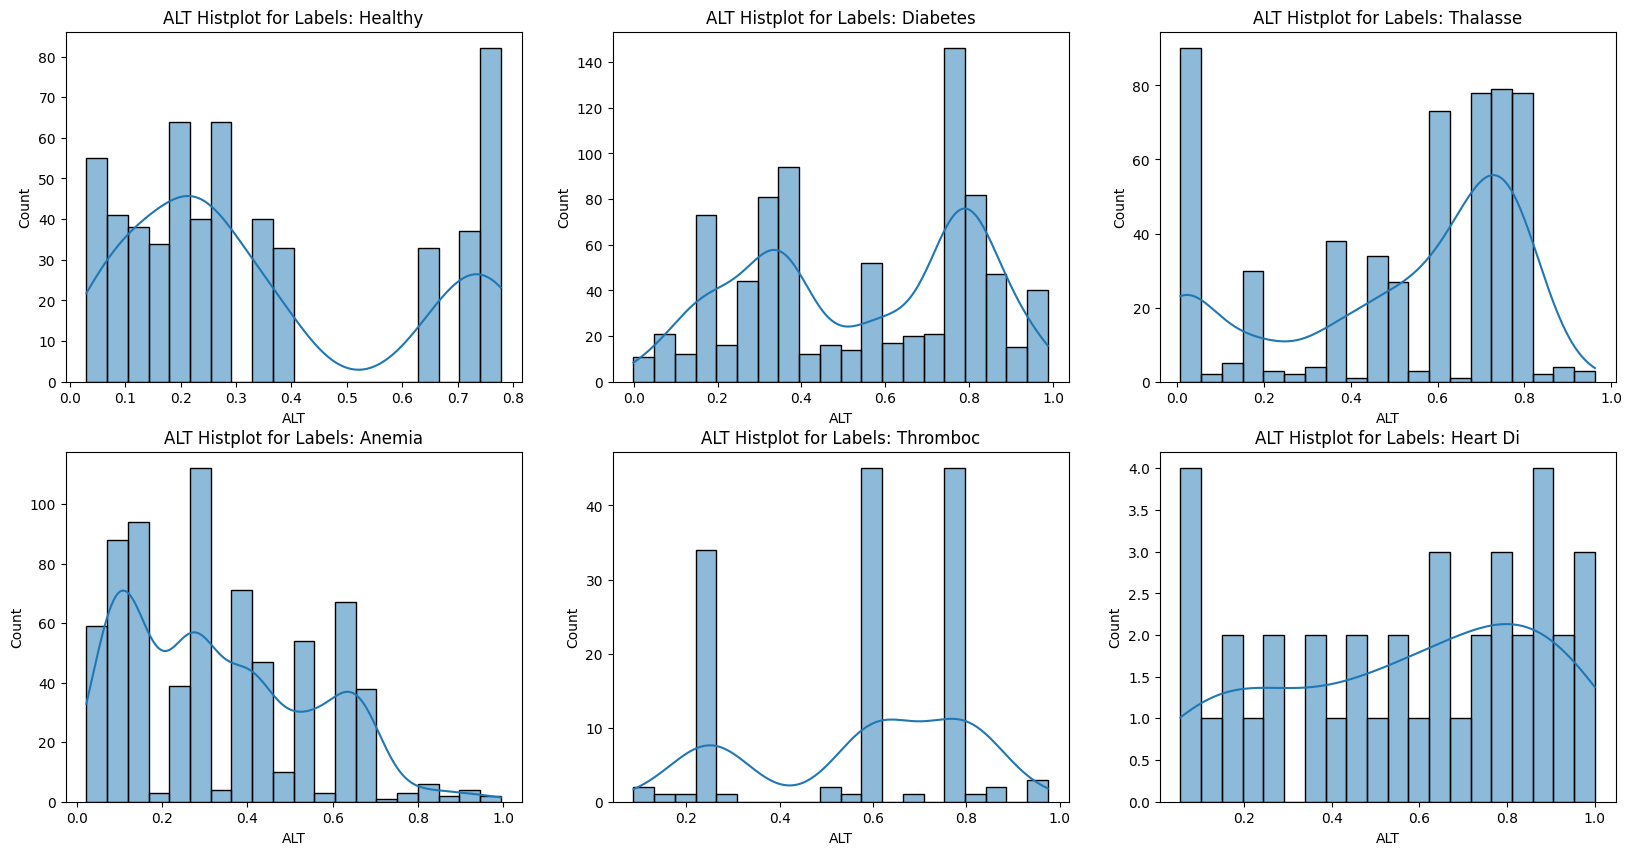 ALT Histplot for Labels: Healthy
80
70
60
50
40
30
20
10
0
Count
0.0 0.1 0.2 0.3 0.4 0.5 0.6 0.7 0.8
ALT
ALT Histplot for Labels: Diabetes
140
120
100
80
60
40
20
0
Count
0.0 0.2 0.4 0.6 0.8 1.0
ALT
ALT Histplot for Labels: Thalasse
80
60
40
20
0
Count
0.0 0.2 0.4 0.6 0.8 1.0
ALT
ALT Histplot for Labels: Anemia
100
80
60
40
20
0
Count
0.0 0.2 0.4 0.6 0.8 1.0
ALT
ALT Histplot for Labels: Thromboc
40
30
20
10
0
Count
0.2 0.4 0.6 0.8 1.0
ALT
ALT Histplot for Labels: Heart Di
4.0
3.5
3.0
2.5
2.0
1.5
1.0
0.5
0.0
Count
0.2 0.4 0.6 0.8 1.0
ALT